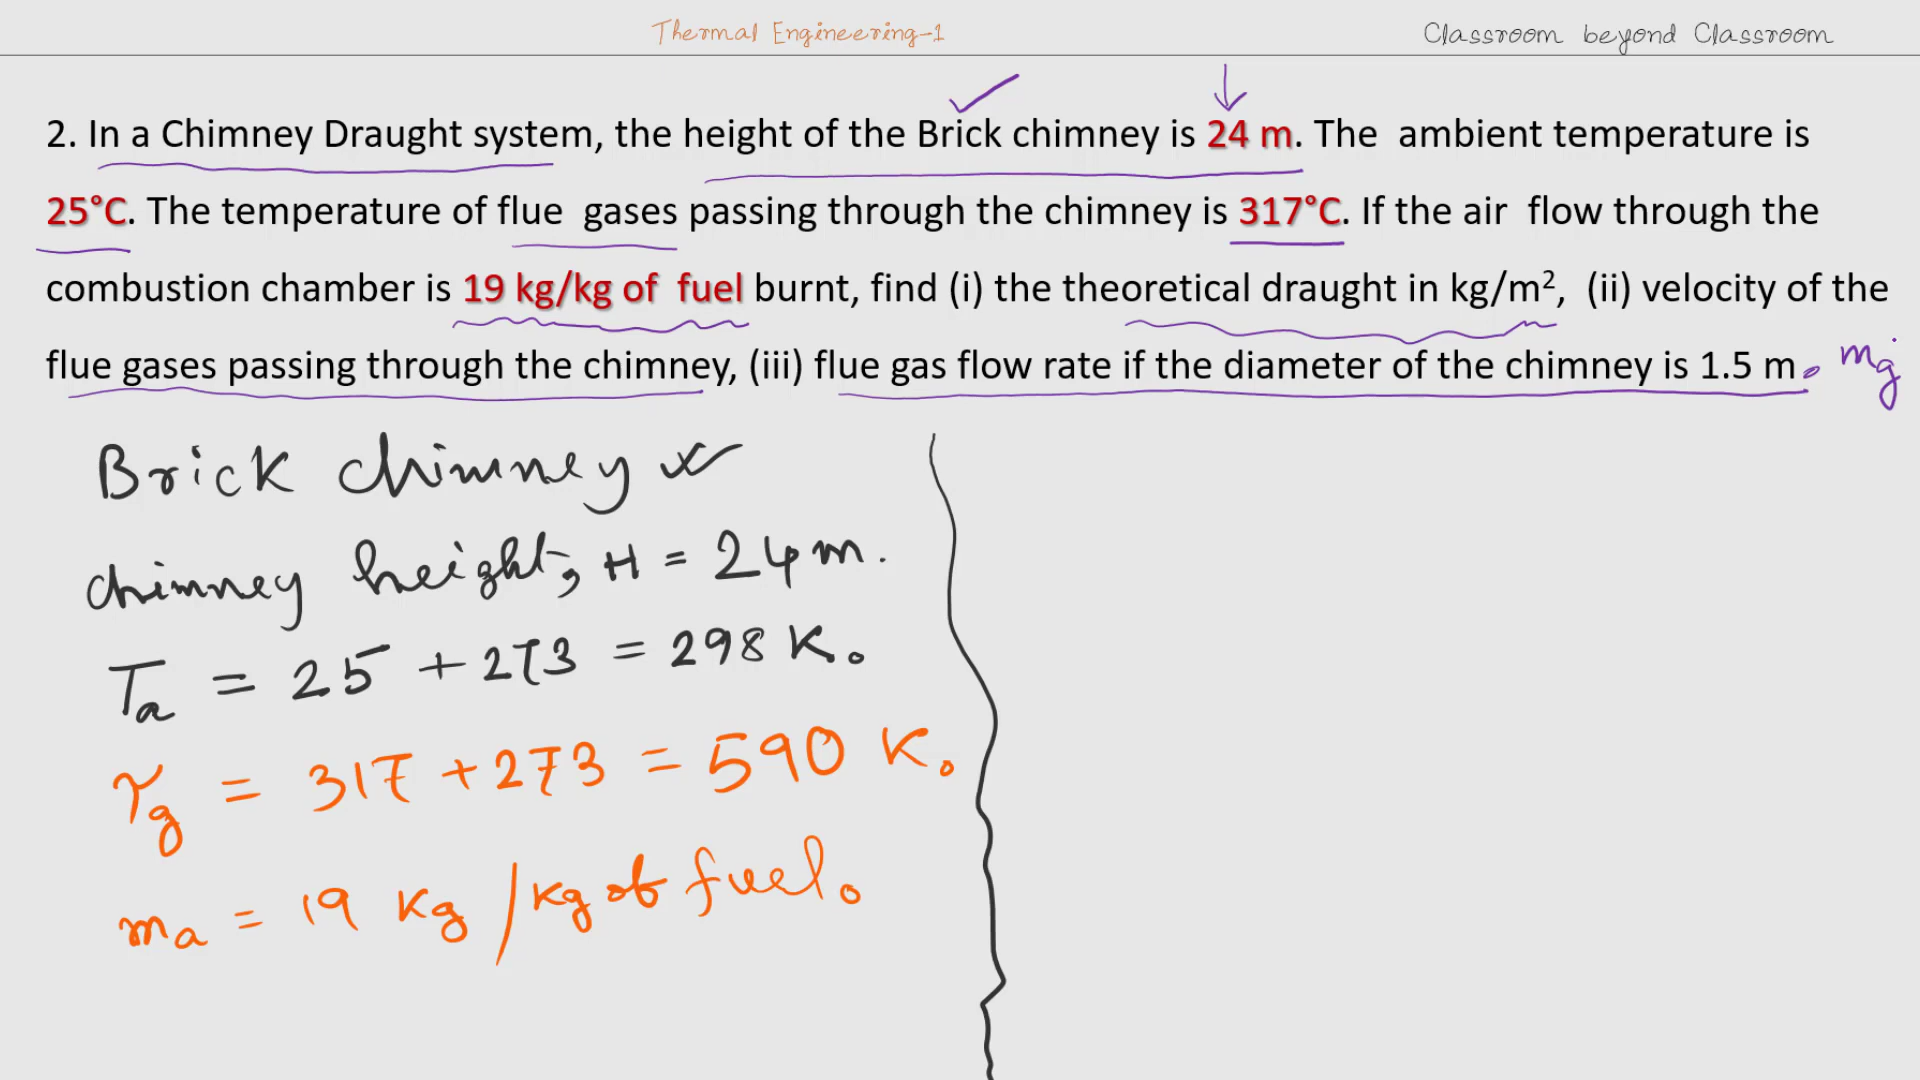 Thermal Engineering-1
Classroom beyond Classroom
2. In a Chimney Draught system, the height of the Brick chimney is 24 m. The ambient temperature is
25°C. The temperature of flue gases passing through the chimney is 317°C. If the air flow through the
combustion chamber is 19 kg/kg of fuel burnt, find (i) the theoretical draught in kg/m², (ii) velocity of the
flue gases passing through the chimney, (iii) flue gas flow rate if the diameter of the chimney is 1.5 m.
ṁg
Brick chimney
chimney height, H = 24m.
Ta = 25 + 273 = 298 K.
Tg = 317 + 273 = 590 K.
ma = 19 Kg/Kg of fuel.